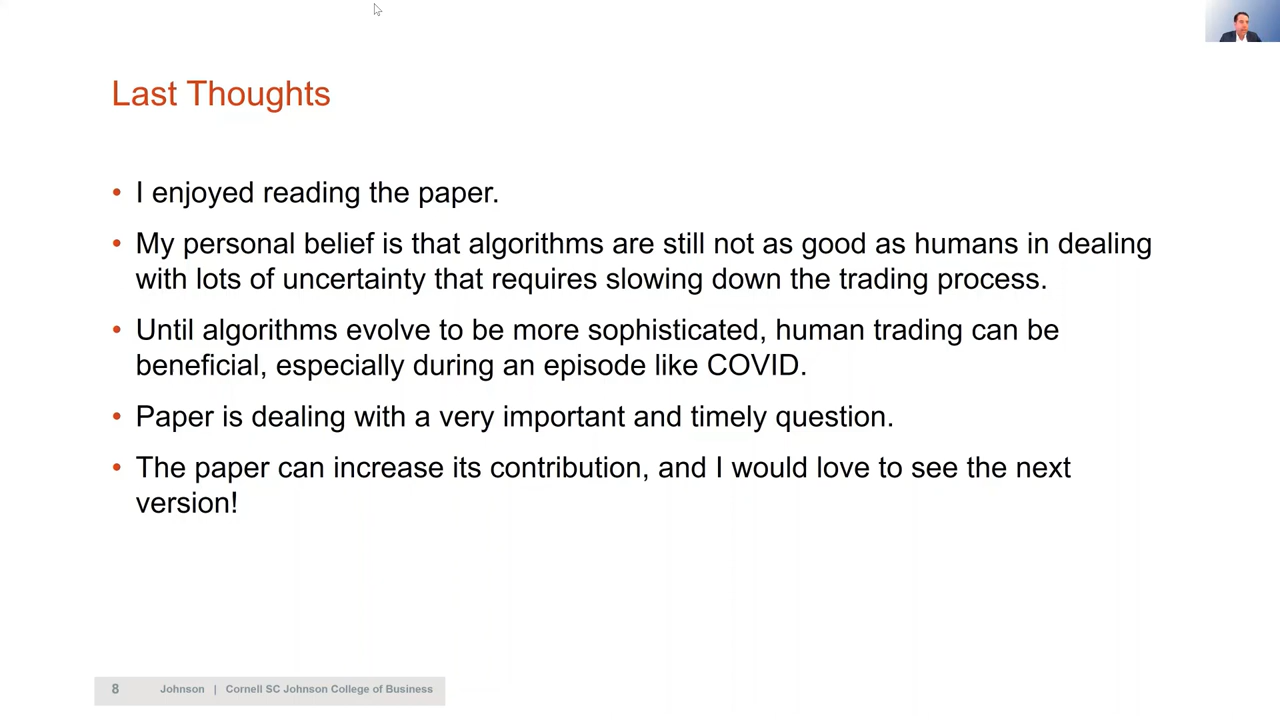 Last Thoughts
• I enjoyed reading the paper.
• My personal belief is that algorithms are still not as good as humans in dealing
with lots of uncertainty that requires slowing down the trading process.
• Until algorithms evolve to be more sophisticated, human trading can be
beneficial, especially during an episode like COVID.
• Paper is dealing with a very important and timely question.
• The paper can increase its contribution, and I would love to see the next
version!
8 Johnson | Cornell SC Johnson College of Business